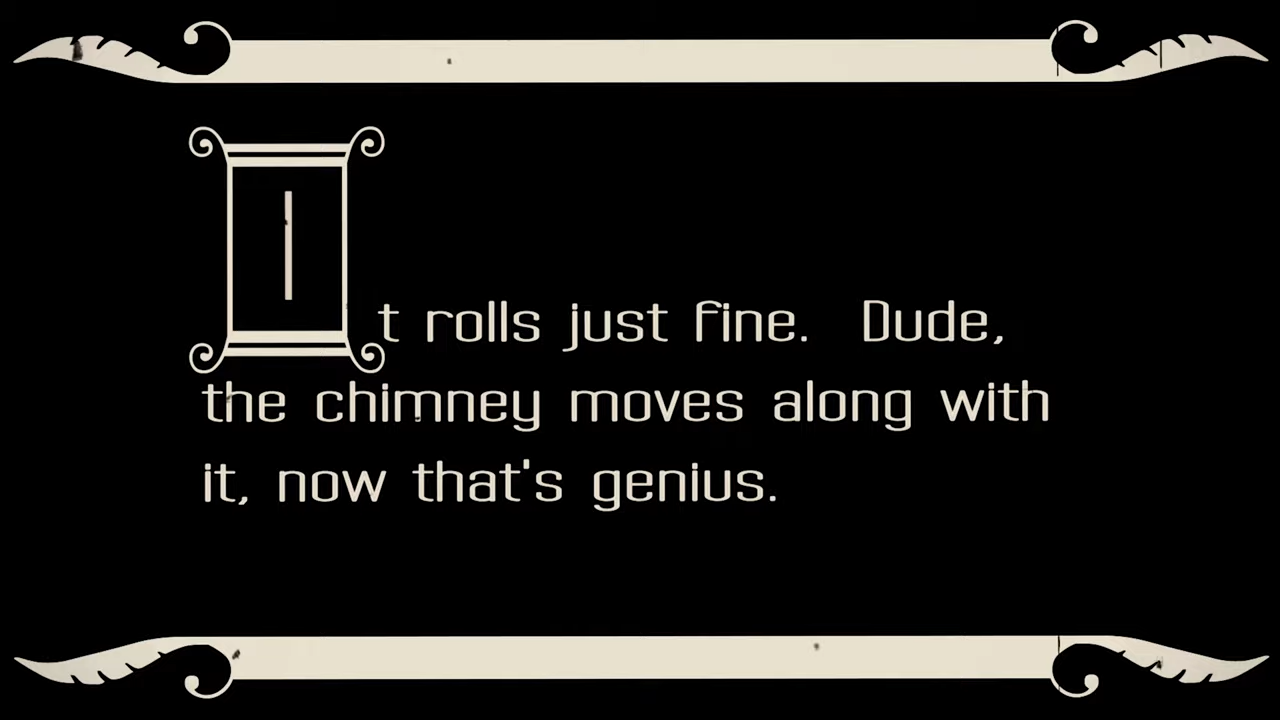 It rolls just fine.  Dude,
the chimney moves along with
it, now that's genius.